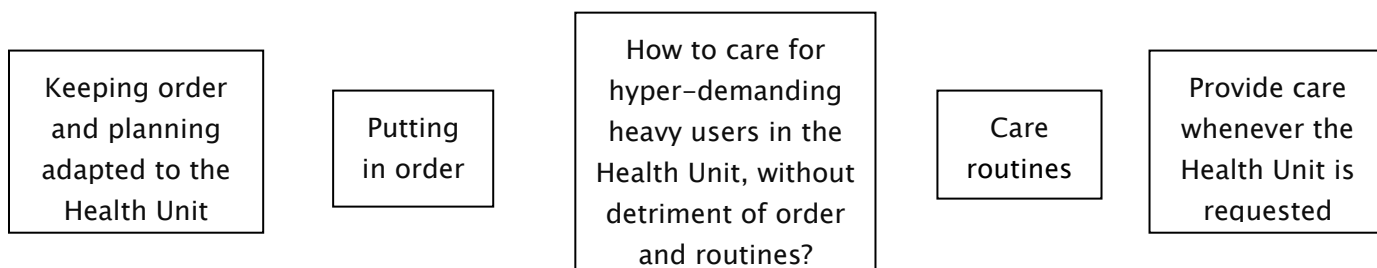 Keeping order
and planning
adapted to the
Health Unit
Putting
in order
How to care for
hyper-demanding
heavy users in the
Health Unit, without
detriment of order
and routines?
Care
routines
Provide care
whenever the
Health Unit is
requested